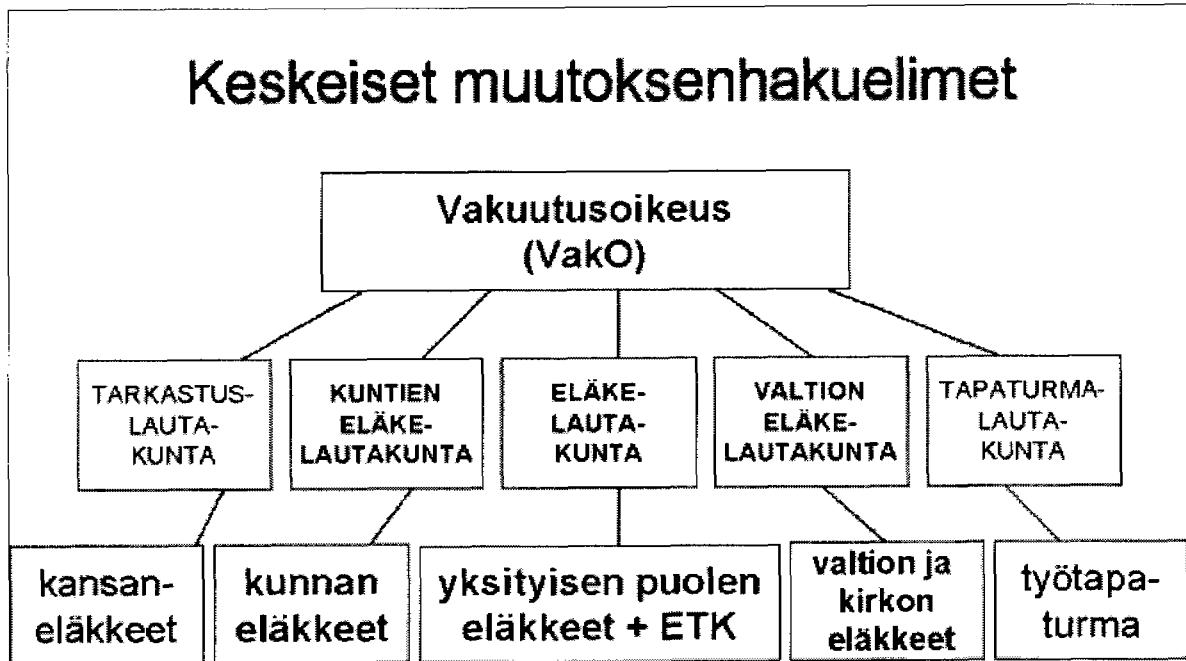 Keskeiset muutoksenhakuelimet
Vakuutusoikeus
(VakO)
TARKASTUS-
LAUTA-
KUNTA
KUNTIEN
ELÄKE-
LAUTAKUNTA
ELÄKE-
LAUTA-
KUNTA
VALTION
ELÄKE-
LAUTAKUNTA
TAPATURMA-
LAUTA-
KUNTA
kansan-
eläkkeet
kunnan
eläkkeet
yksityisen puolen
eläkkeet + ETK
valtion ja
kirkon
eläkkeet
työtapa-
turma